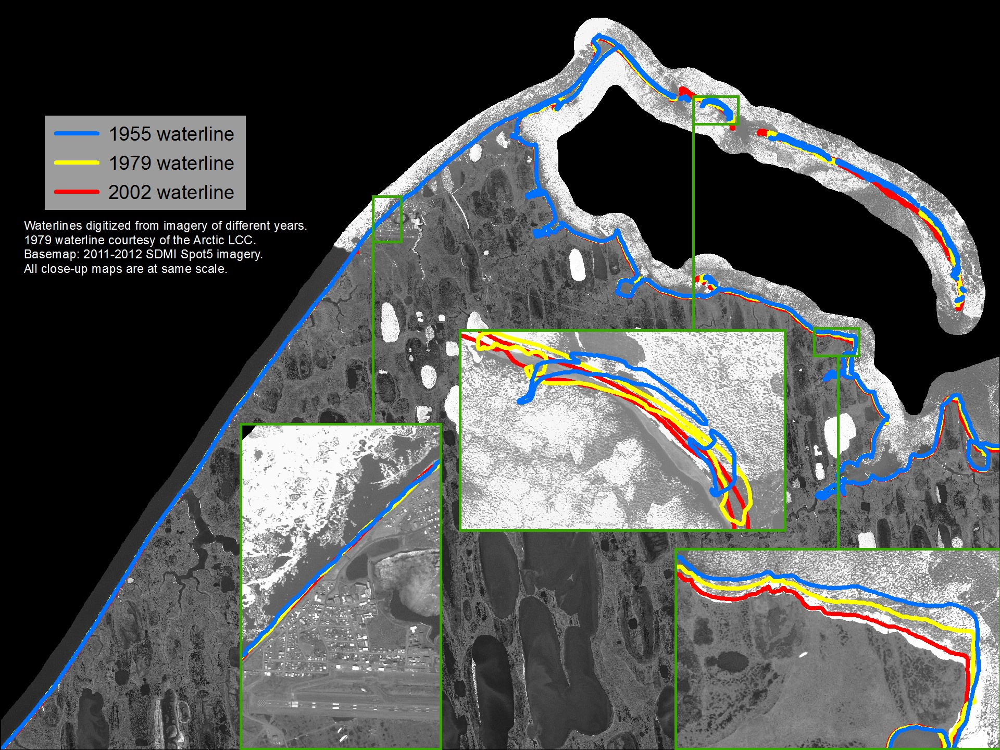 1955 waterline
1979 waterline
2002 waterline
Waterlines digitized from imagery of different years.
1979 waterline courtesy of the Arctic LCC.
Basemap: 2011-2012 SDMI Spot5 imagery.
All close-up maps are at same scale.